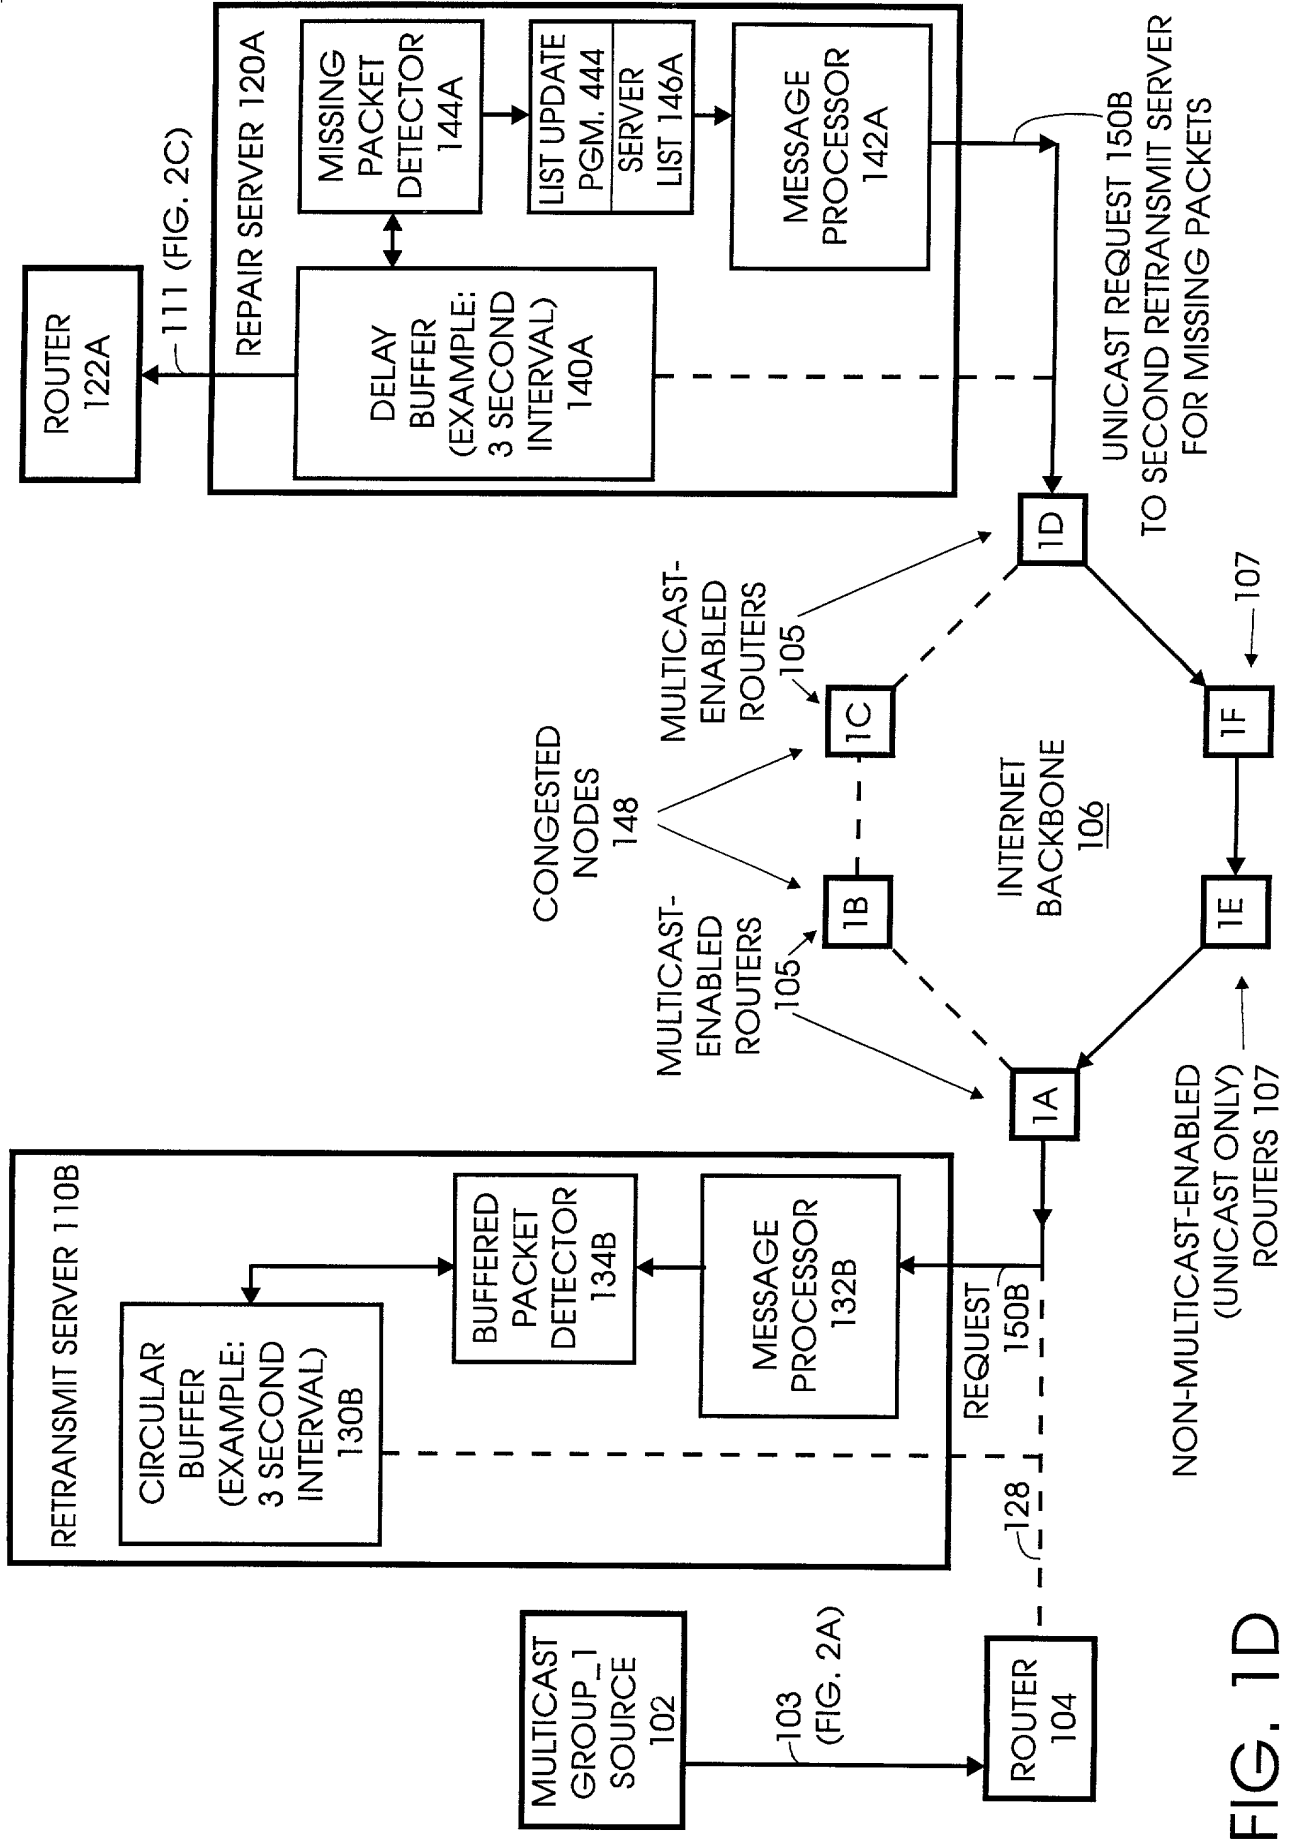 RETRANSMIT SERVER 110B
CIRCULAR
BUFFER
(EXAMPLE:
3 SECOND
INTERVAL)
130B
BUFFERED
PACKET
DETECTOR
134B
MESSAGE
PROCESSOR
132B
REQUEST
150B
128
MULTICAST
GROUP_1
SOURCE
102
103
(FIG. 2A)
ROUTER
104
CONGESTED
NODES
148
MULTICAST-
ENABLED
ROUTERS
105
MULTICAST-
ENABLED
ROUTERS
105
1A
1B
1C
1D
1E
1F
INTERNET
BACKBONE
106
107
NON-MULTICAST-ENABLED
(UNICAST ONLY)
ROUTERS 107
ROUTER
122A
111 (FIG. 2C)
REPAIR SERVER 120A
DELAY
BUFFER
(EXAMPLE:
3 SECOND
INTERVAL)
140A
MISSING
PACKET
DETECTOR
144A
LIST UPDATE
PGM. 444
SERVER
LIST 146A
MESSAGE
PROCESSOR
142A
UNICAST REQUEST 150B
TO SECOND RETRANSMIT SERVER
FOR MISSING PACKETS
FIG. 1D